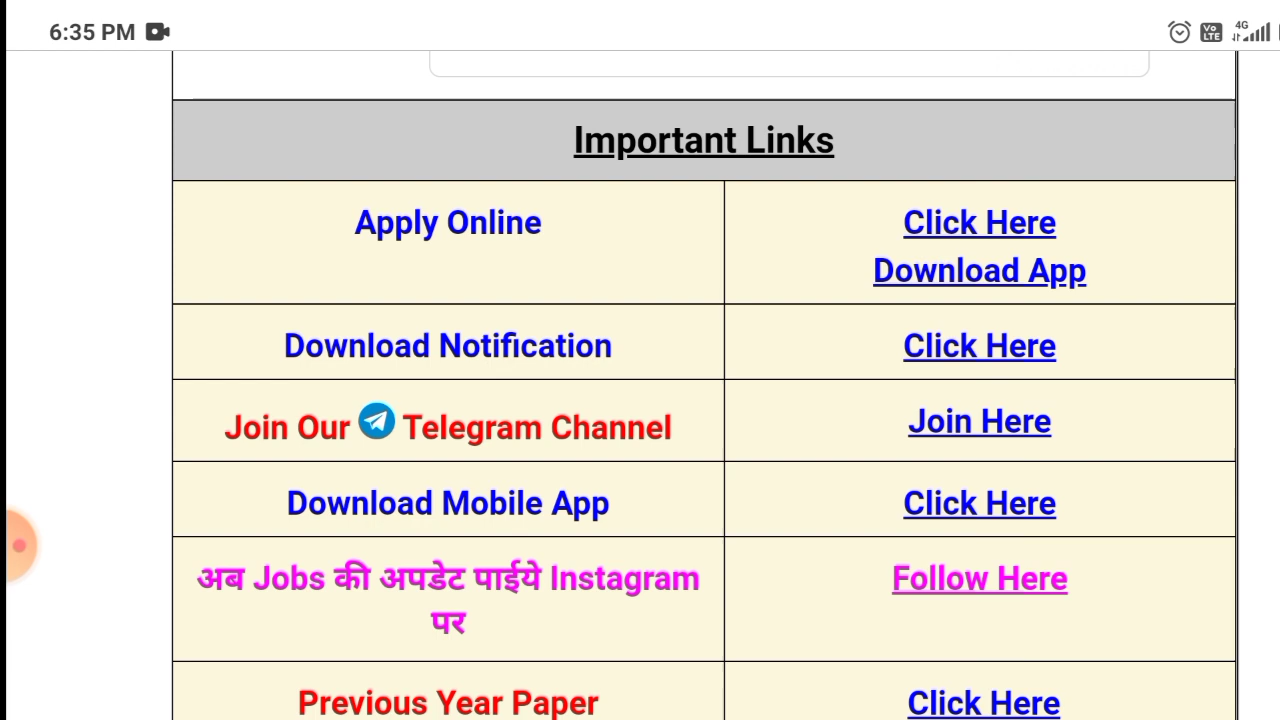 6:35 PM
Vo LTE 4G
Important Links
Apply Online
Click Here
Download App
Download Notification
Click Here
Join Our Telegram Channel
Join Here
Download Mobile App
Click Here
अब Jobs की अपडेट पाईये Instagram
पर
Follow Here
Previous Year Paper
Click Here